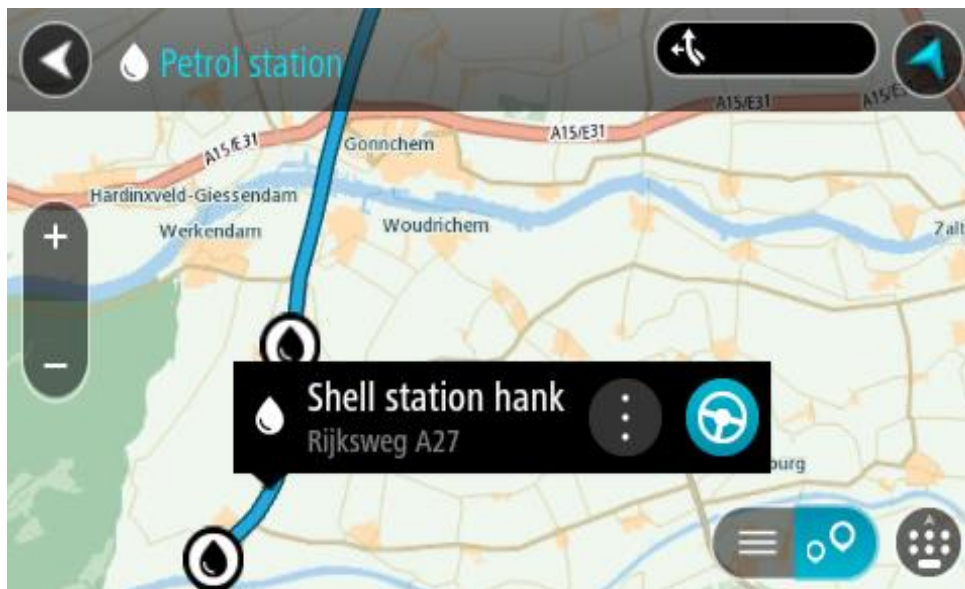 Petrol station
A15/E31
A15/E31
A15/E31
Gonnchem
Hardinxveld-Giessendam
Werkendam
Woudrichem
Zalt
+
−
Shell station hank
Rijksweg A27
burg
A